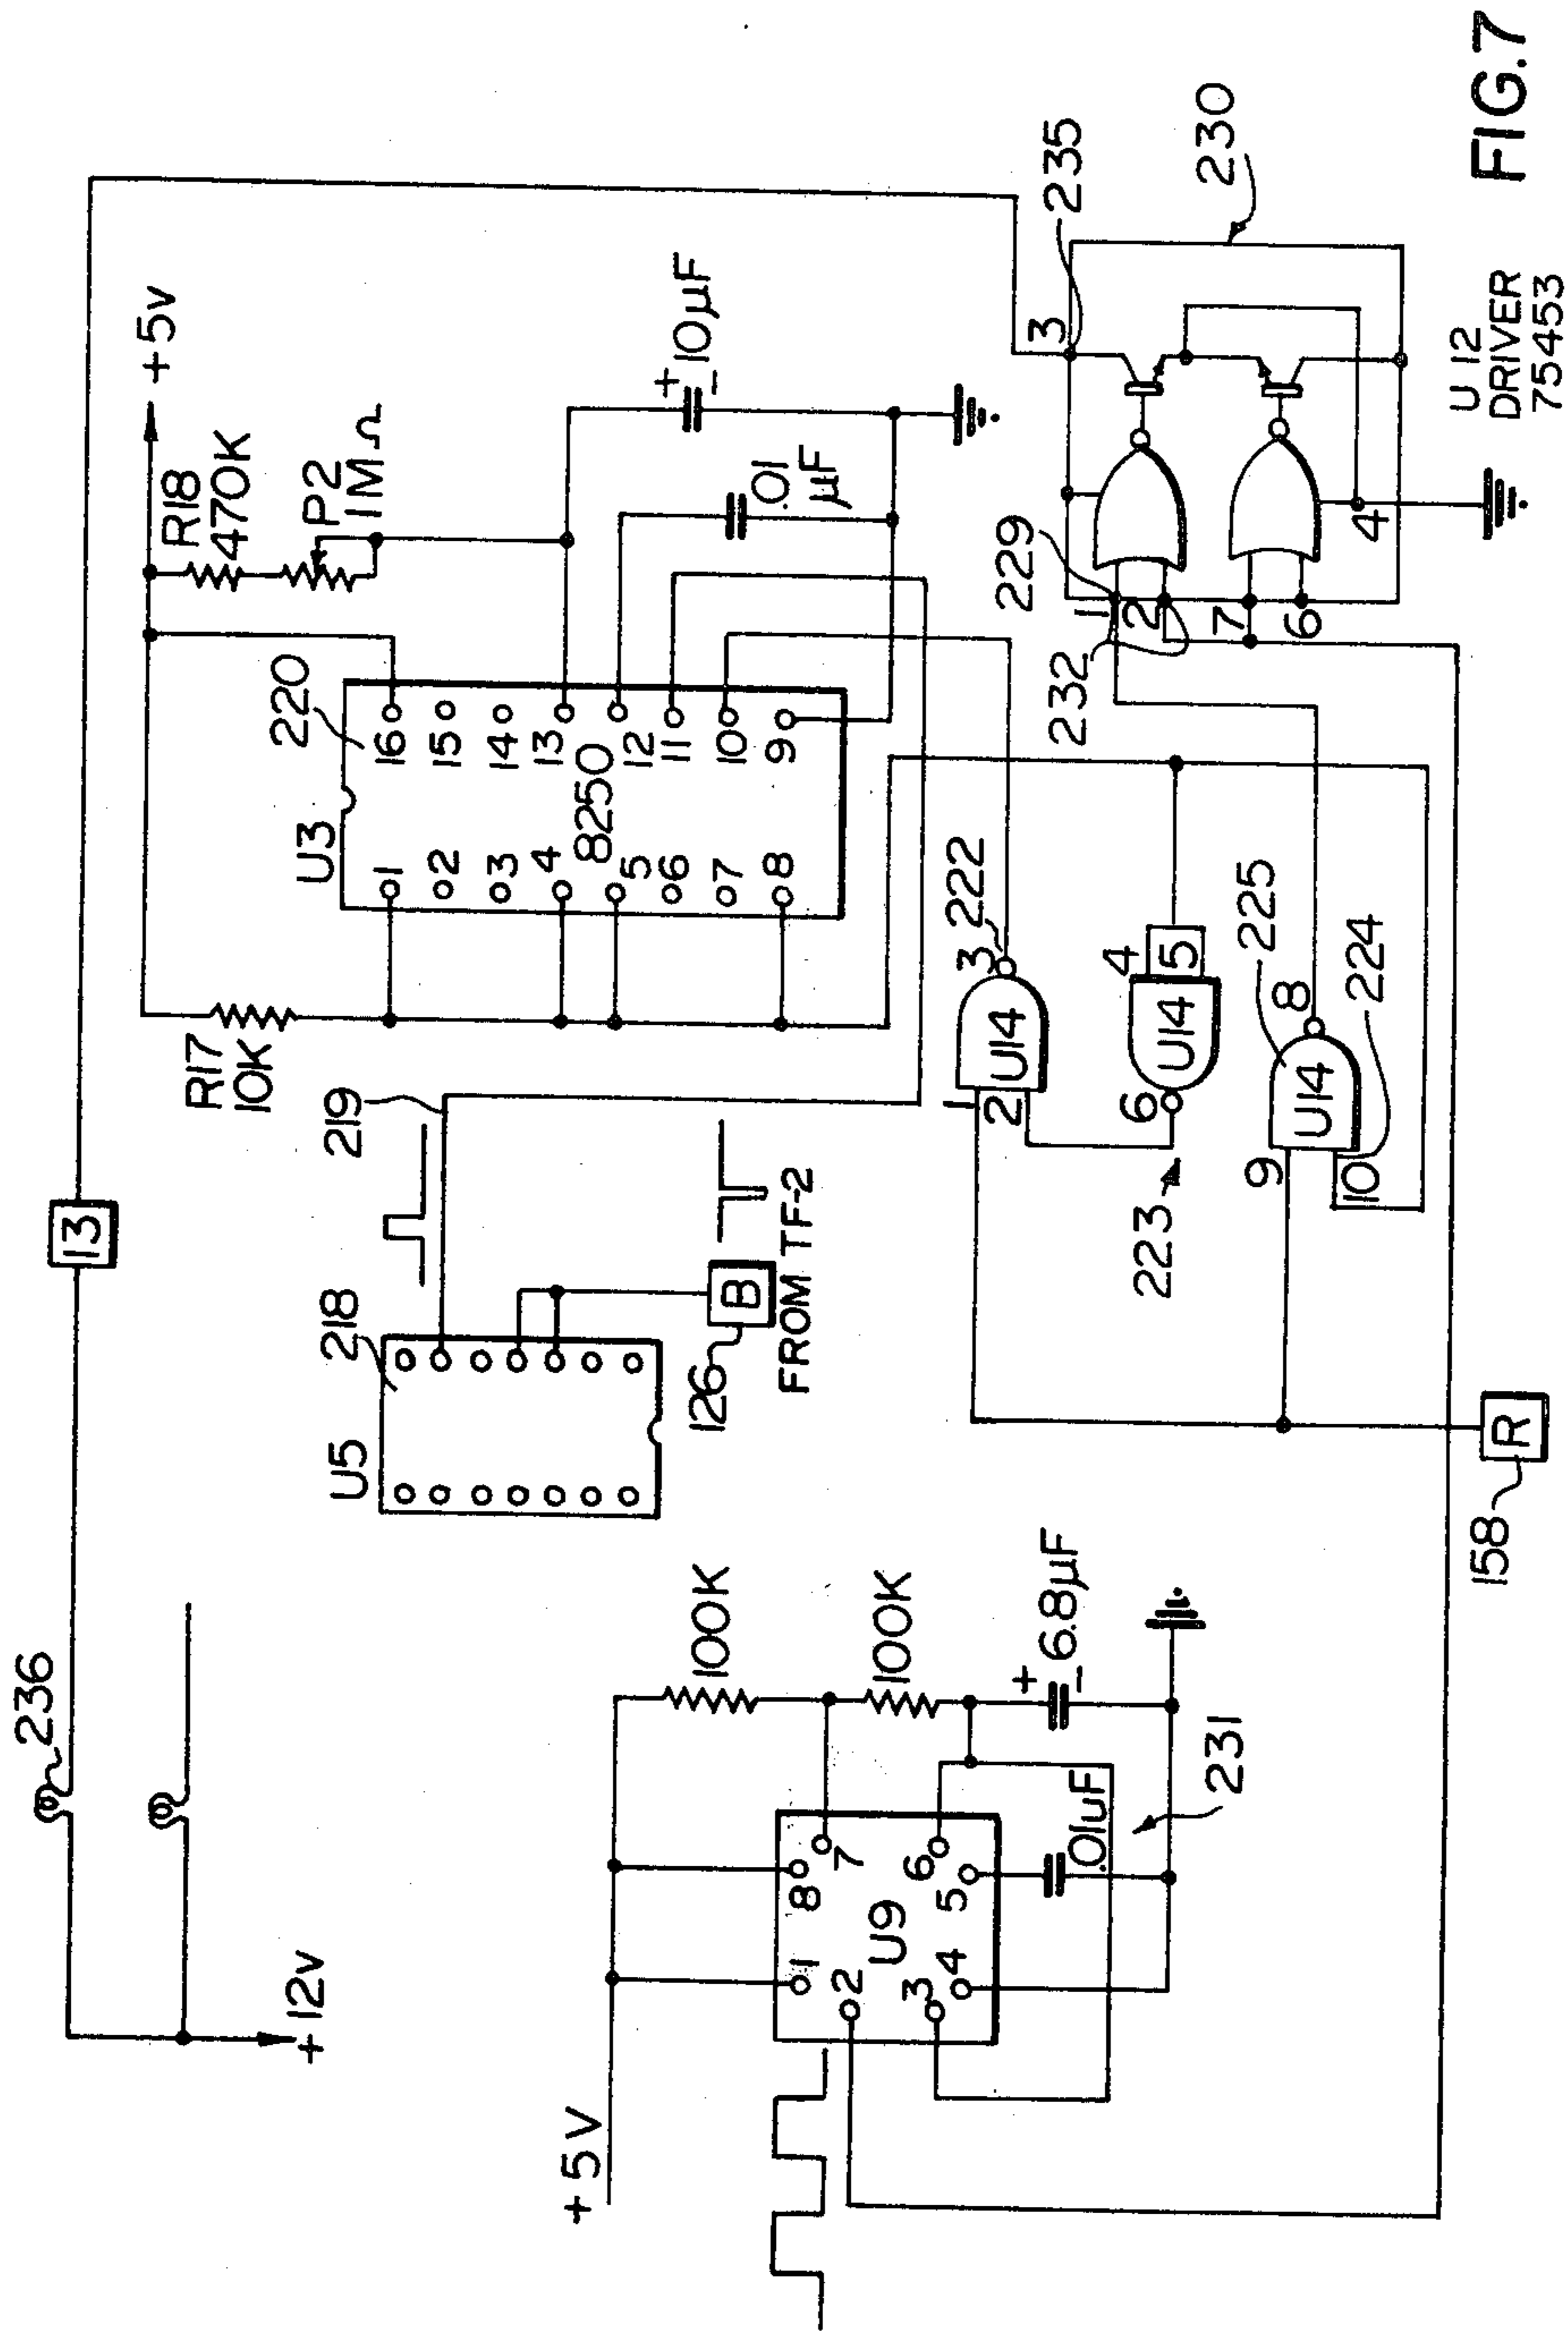 236
13
+12v
+5v
R18
470K
P2
1MΩ
R17
10K
U3
220
8250
1
2
3
4
5
6
7
8
16
15
14
13
12
11
10
9
+
10µF
-
.01
µF
219
218
U5
B
126
FROM TF-2
+5V
100K
100K
+
6.8µF
-
.01uF
231
U9
1
2
3
4
8
7
6
5
1
2
U14
3
222
4
5
U14
6
223
9
10
U14
8
225
224
R
158
229
232
1
2
7
6
3
4
235
230
U 12
DRIVER
75453
FIG.7